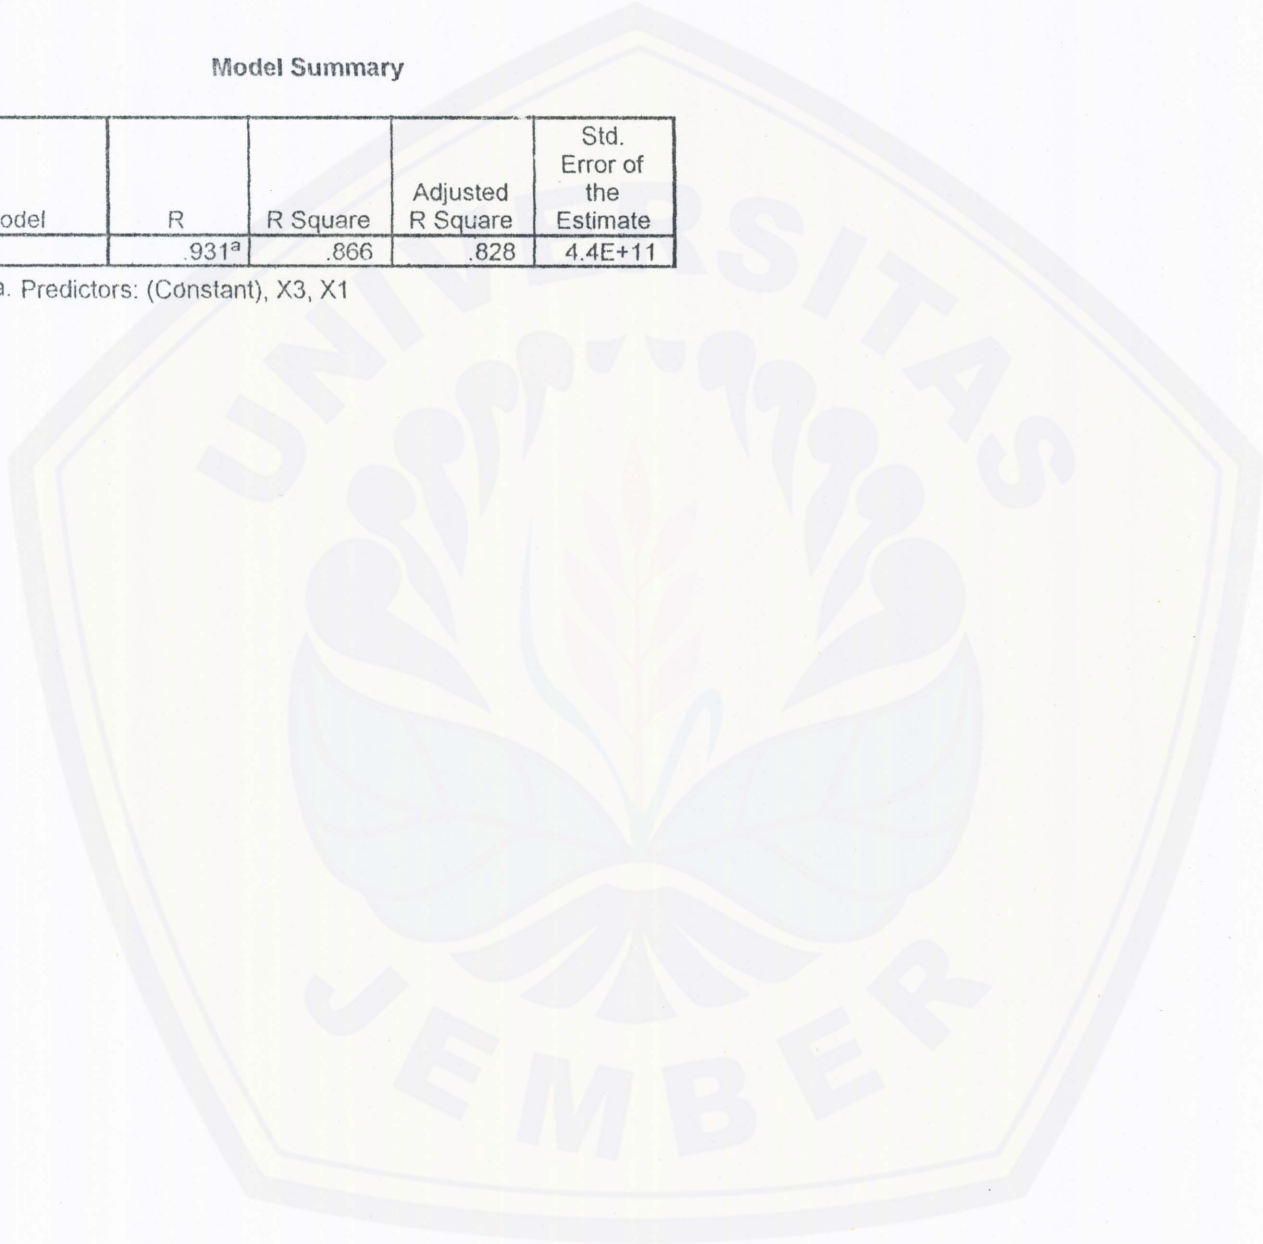 Model Summary
odel R R Square Adjusted R Square Std. Error of the Estimate
.931a .866 .828 4.4E+11
a. Predictors: (Constant), X3, X1
UNIVERSITAS
JEMBER